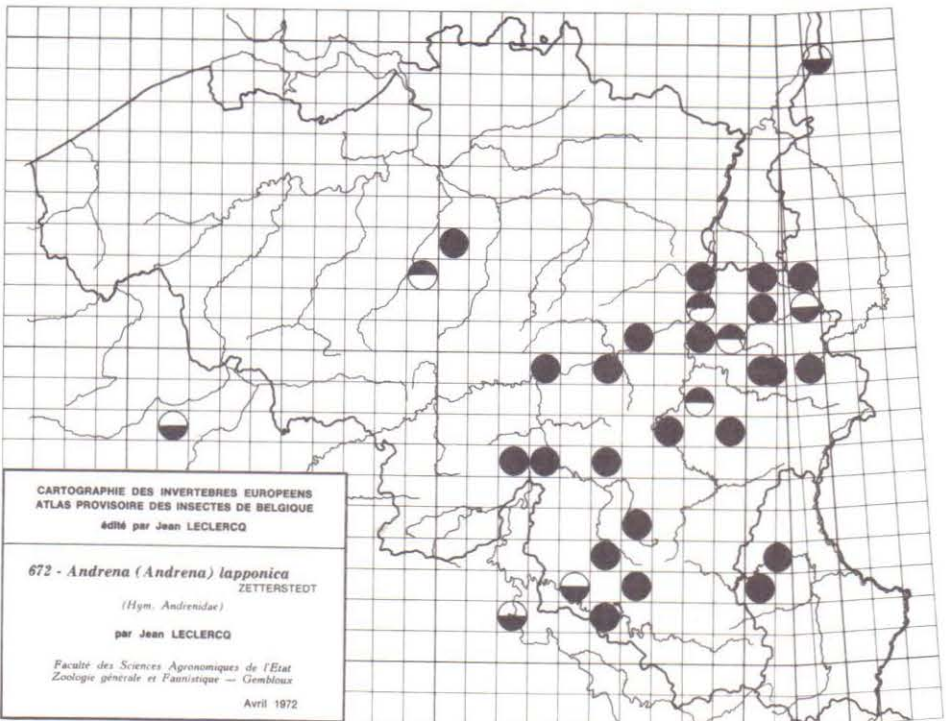 CARTOGRAPHIE DES INVERTEBRES EUROPEENS
ATLAS PROVISOIRE DES INSECTES DE BELGIQUE
édité par Jean LECLERCQ
672 - Andrena (Andrena) lapponica
ZETTERSTEDT
(Hym. Andrenidae)
par Jean LECLERCQ
Faculté des Sciences Agronomiques de l'Etat
Zoologie générale et Faunistique — Gembloux
Avril 1972